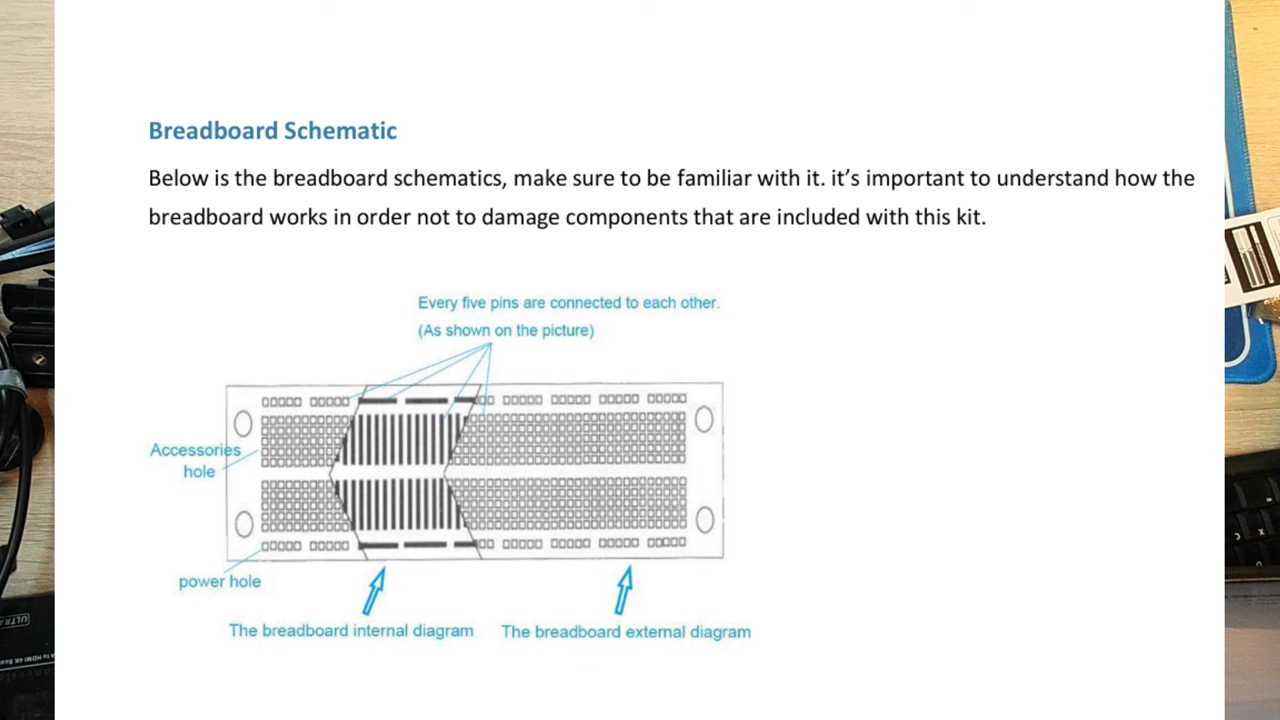 Breadboard Schematic
Below is the breadboard schematics, make sure to be familiar with it. it’s important to understand how the
breadboard works in order not to damage components that are included with this kit.
Every five pins are connected to each other.
(As shown on the picture)
Accessories
hole
power hole
The breadboard internal diagram
The breadboard external diagram